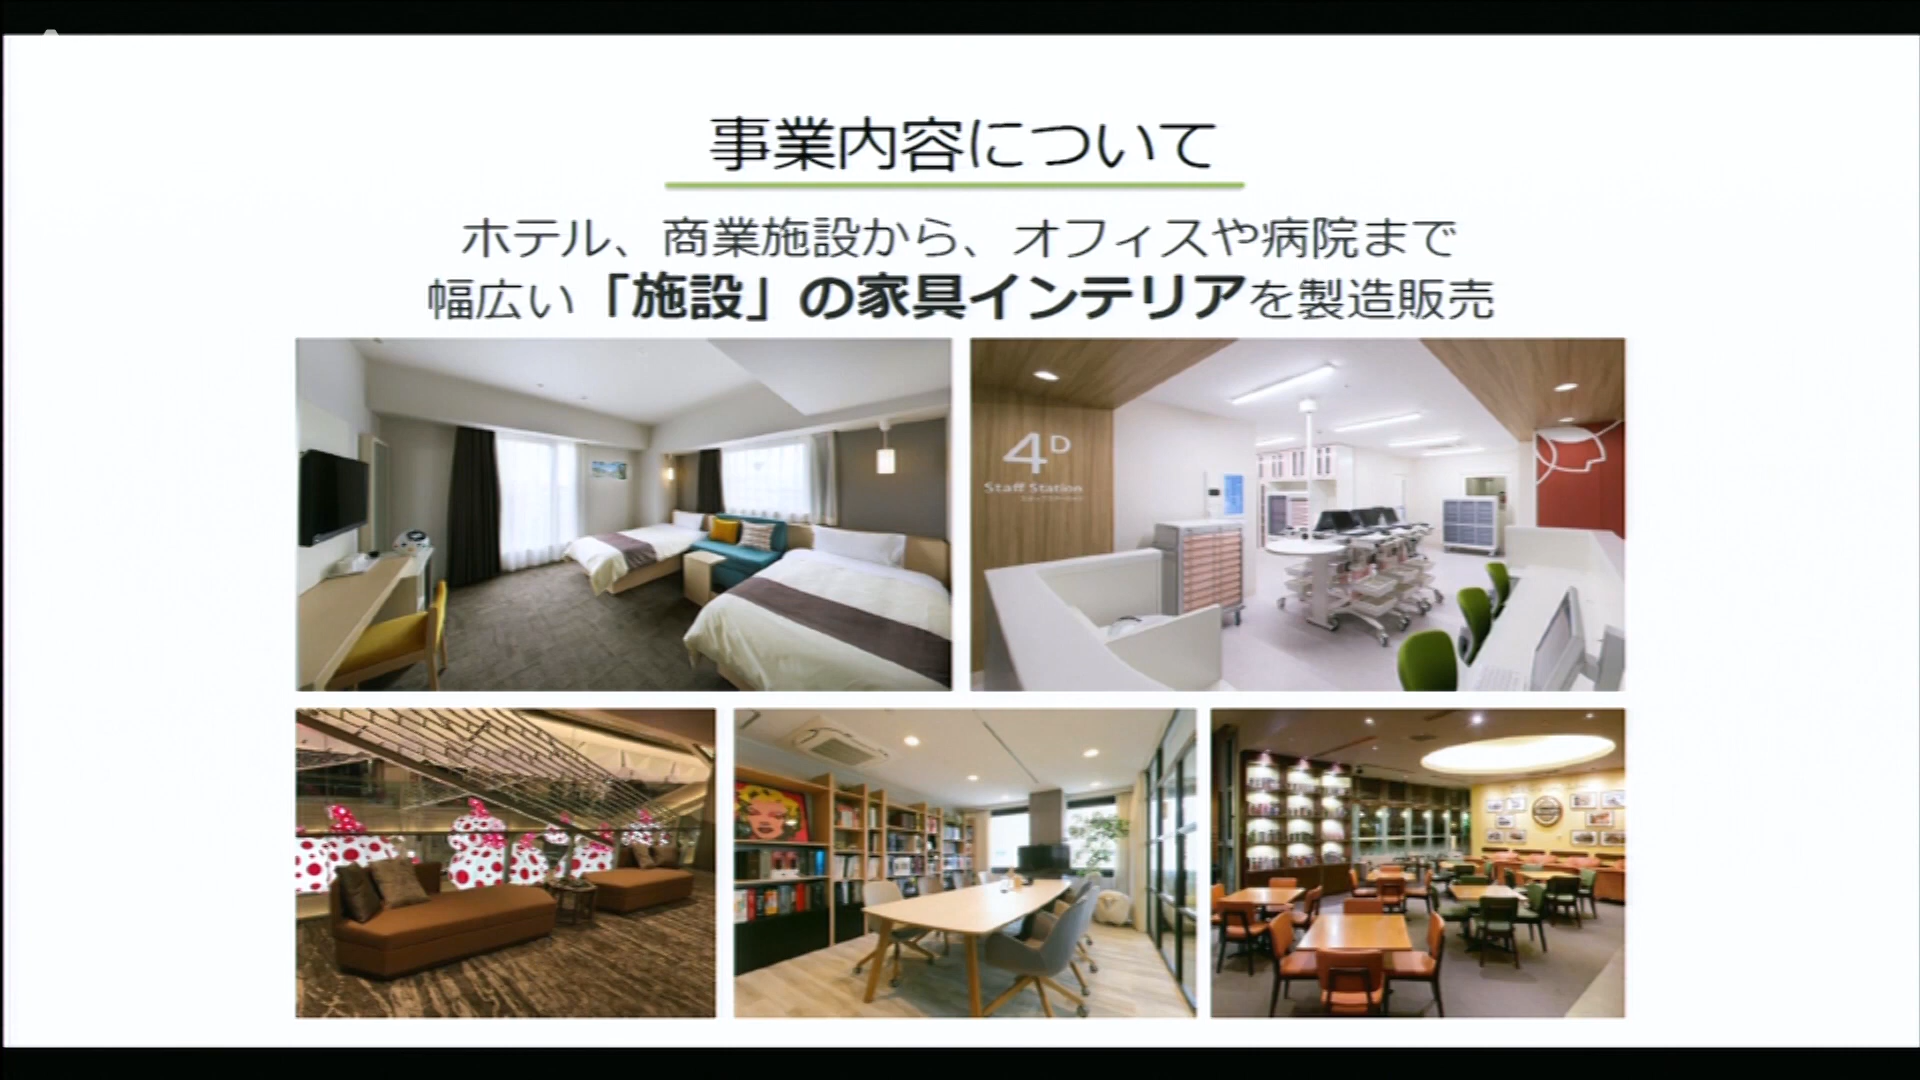 事業内容について
ホテル、商業施設から、オフィスや病院まで
幅広い「施設」の家具インテリアを製造販売
4D
Staff Station